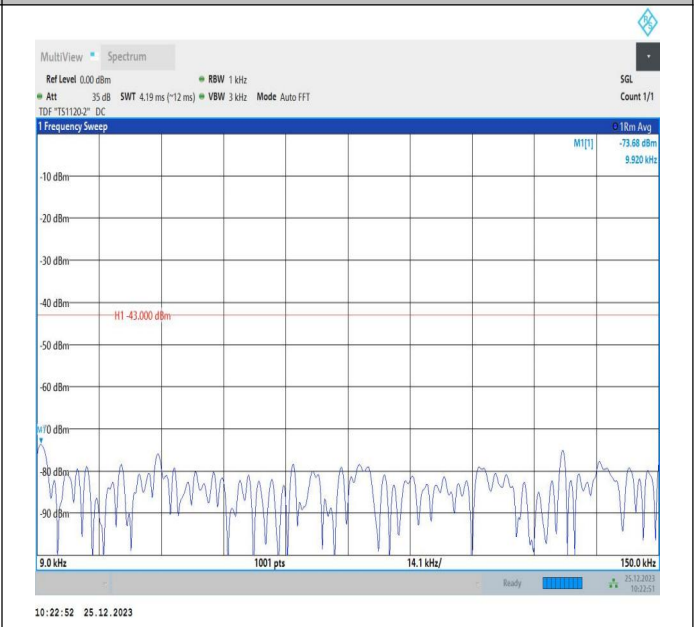 R S
MultiView Spectrum
Ref Level 0.00 dBm RBW 1 kHz SGL
Att 35 dB SWT 4.19 ms (~12 ms) VBW 3 kHz Mode Auto FFT Count 1/1
TDF "TS1120-2" DC
1 Frequency Sweep 1Rm Avg
M1[1] -73.68 dBm
9.920 kHz
-10 dBm
-20 dBm
-30 dBm
-40 dBm
H1 -43.000 dBm
-50 dBm
-60 dBm
70 dBm
-80 dBm
-90 dBm
9.0 kHz 1001 pts 14.1 kHz/ 150.0 kHz
Ready 25.12.2023
10:22:51
10:22:52 25.12.2023